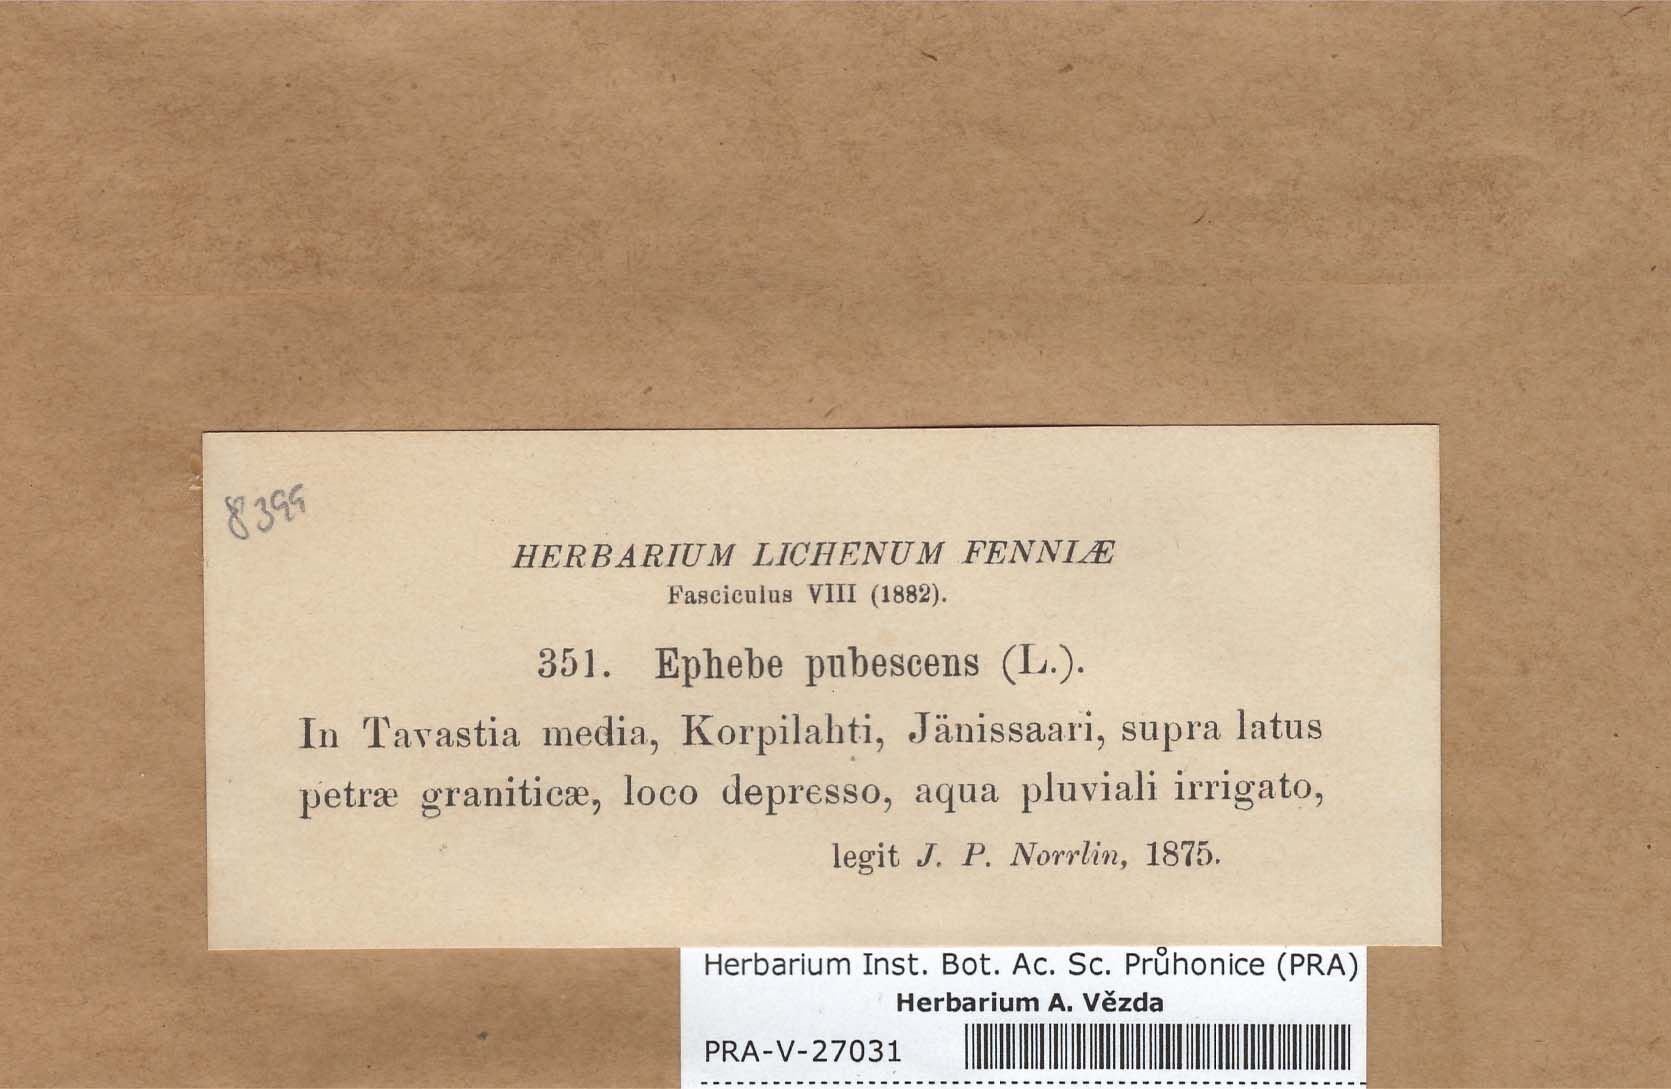 8399
HERBARIUM LICHENUM FENNIÆ
Fasciculus VIII (1882).
351. Ephebe pubescens (L.).
In Tavastia media, Korpilahti, Jänissaari, supra latus
petræ graniticæ, loco depresso, aqua pluviali irrigato,
legit J. P. Norrlin, 1875.
Herbarium Inst. Bot. Ac. Sc. Průhonice (PRA)
Herbarium A. Vězda
PRA-V-27031